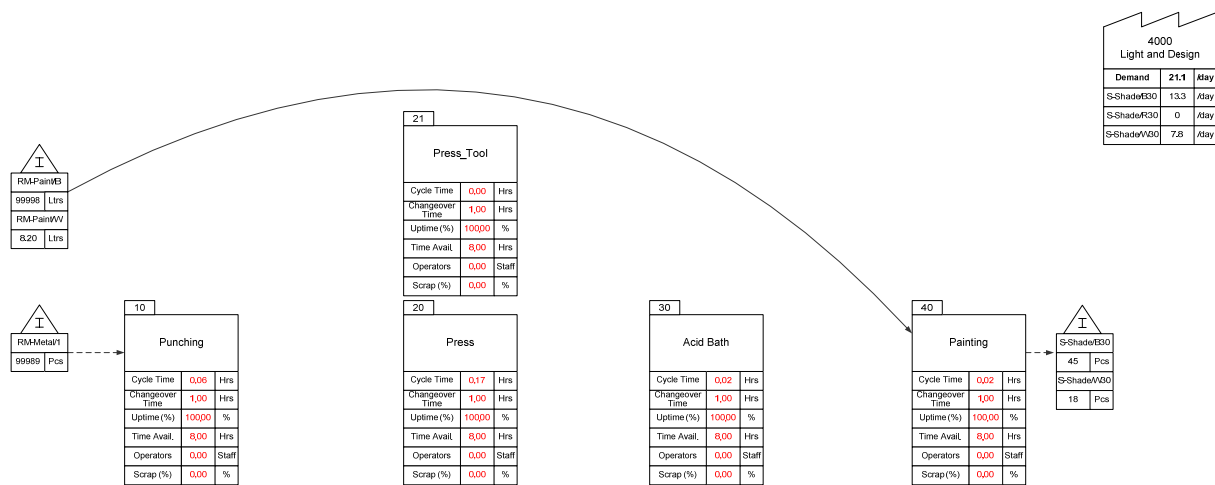 4000
Light and Design
Demand 21.1 /day
S-Shade/B30 13.3 /day
S-Shade/R30 0 /day
S-Shade/W30 7.8 /day
I
RM-Paint/B
99998 Ltrs
RM-Paint/W
8.20 Ltrs
21
Press_Tool
Cycle Time 0,00 Hrs
Changeover
Time 1,00 Hrs
Uptime (%) 100,00 %
Time Avail. 8,00 Hrs
Operators 0,00 Staff
Scrap (%) 0,00 %
I
RM-Metal/1
99989 Pcs
10
Punching
Cycle Time 0,06 Hrs
Changeover
Time 1,00 Hrs
Uptime (%) 100,00 %
Time Avail. 8,00 Hrs
Operators 0,00 Staff
Scrap (%) 0,00 %
20
Press
Cycle Time 0,17 Hrs
Changeover
Time 1,00 Hrs
Uptime (%) 100,00 %
Time Avail. 8,00 Hrs
Operators 0,00 Staff
Scrap (%) 0,00 %
30
Acid Bath
Cycle Time 0,02 Hrs
Changeover
Time 1,00 Hrs
Uptime (%) 100,00 %
Time Avail. 8,00 Hrs
Operators 0,00 Staff
Scrap (%) 0,00 %
40
Painting
Cycle Time 0,02 Hrs
Changeover
Time 1,00 Hrs
Uptime (%) 100,00 %
Time Avail. 8,00 Hrs
Operators 0,00 Staff
Scrap (%) 0,00 %
I
S-Shade/B30
45 Pcs
S-Shade/W30
18 Pcs